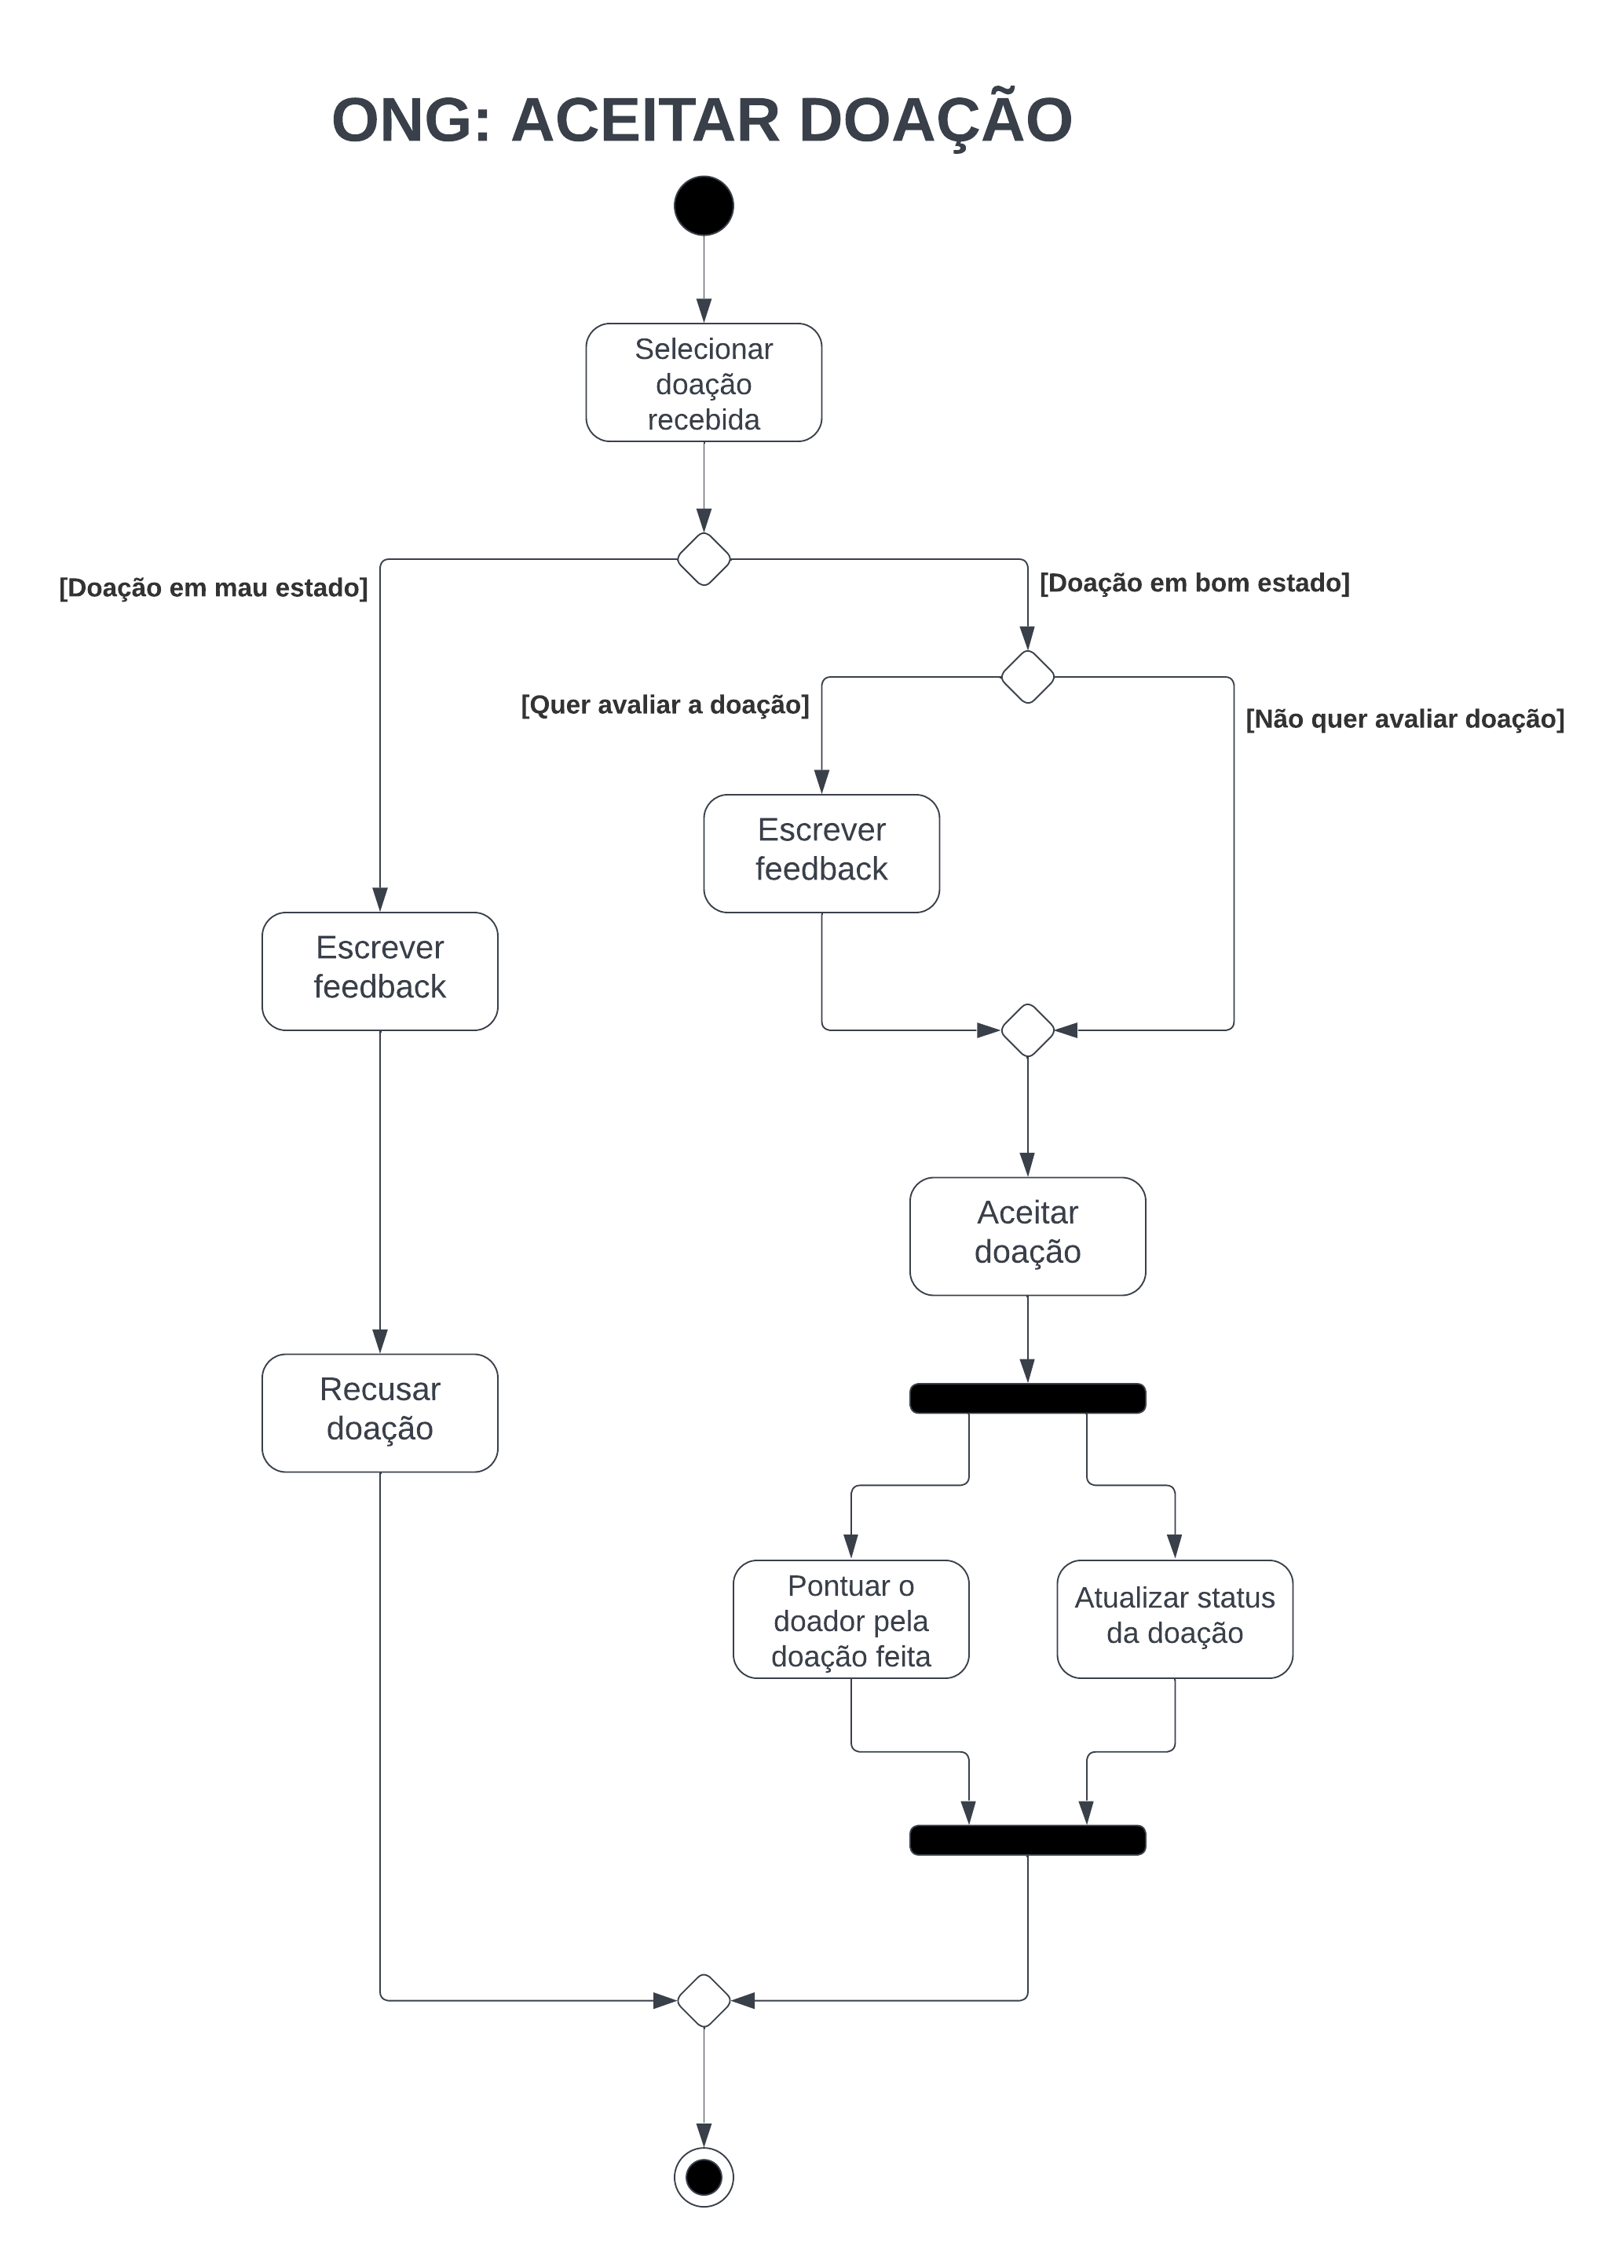 ONG: ACEITAR DOAÇÃO
Selecionar
doação
recebida
[Doação em mau estado]
[Doação em bom estado]
[Quer avaliar a doação]
[Não quer avaliar doação]
Escrever
feedback
Escrever
feedback
Aceitar
doação
Recusar
doação
Pontuar o
doador pela
doação feita
Atualizar status
da doação